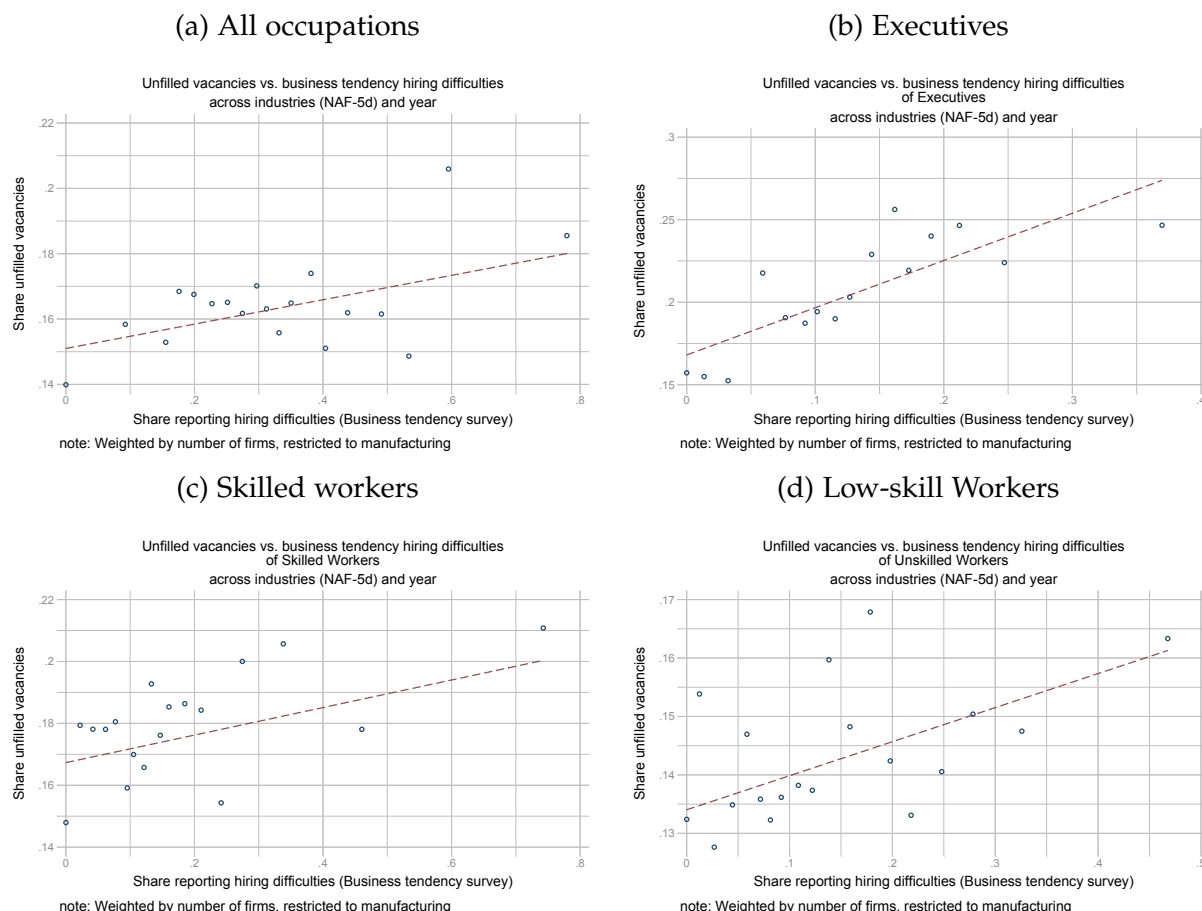 (a) All occupations
Unfilled vacancies vs. business tendency hiring difficulties
across industries (NAF-5d) and year
.22
.2
.18
.16
.14
Share unfilled vacancies
0 .2 .4 .6 .8
Share reporting hiring difficulties (Business tendency survey)
note: Weighted by number of firms, restricted to manufacturing
(b) Executives
Unfilled vacancies vs. business tendency hiring difficulties
of Executives
across industries (NAF-5d) and year
.3
.25
.2
.15
Share unfilled vacancies
0 .1 .2 .3 .4
Share reporting hiring difficulties (Business tendency survey)
note: Weighted by number of firms, restricted to manufacturing
(c) Skilled workers
Unfilled vacancies vs. business tendency hiring difficulties
of Skilled Workers
across industries (NAF-5d) and year
.22
.2
.18
.16
.14
Share unfilled vacancies
0 .2 .4 .6 .8
Share reporting hiring difficulties (Business tendency survey)
note: Weighted by number of firms, restricted to manufacturing
(d) Low-skill Workers
Unfilled vacancies vs. business tendency hiring difficulties
of Unskilled Workers
across industries (NAF-5d) and year
.17
.16
.15
.14
.13
Share unfilled vacancies
0 .1 .2 .3 .4 .5
Share reporting hiring difficulties (Business tendency survey)
note: Weighted by number of firms, restricted to manufacturing